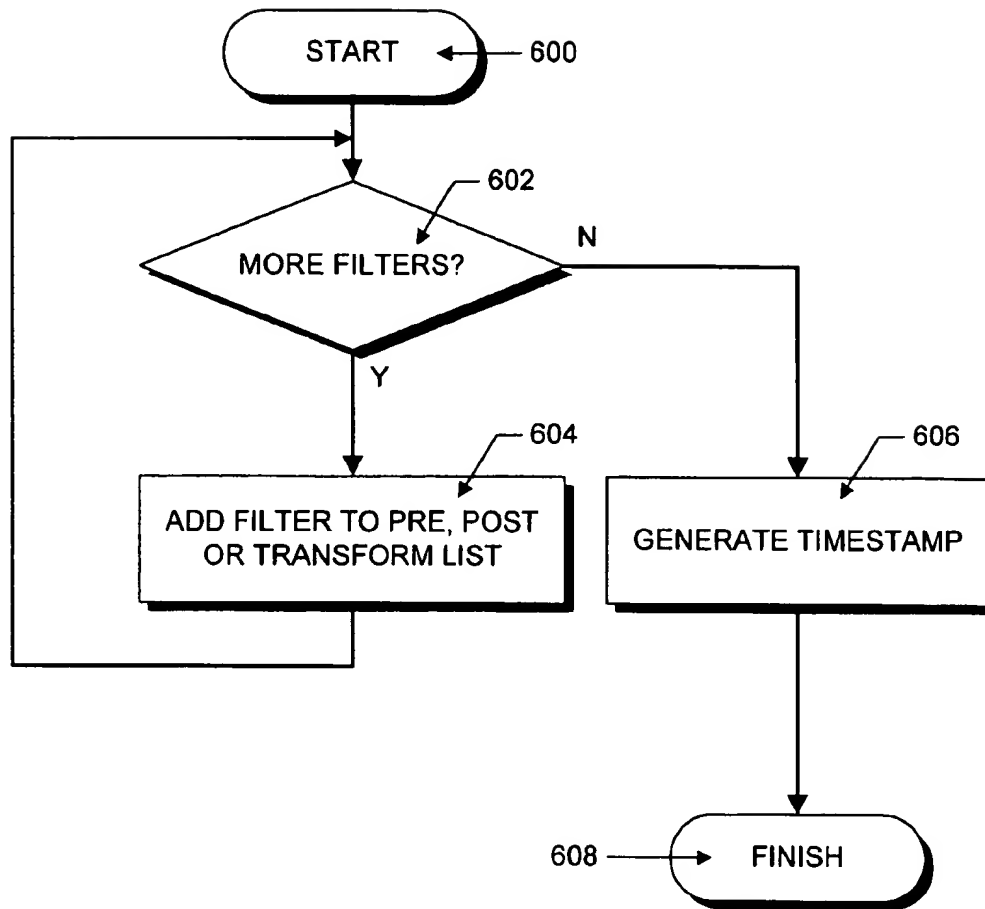 START
600
602
MORE FILTERS?
N
Y
604
606
ADD FILTER TO PRE, POST
OR TRANSFORM LIST
GENERATE TIMESTAMP
608
FINISH